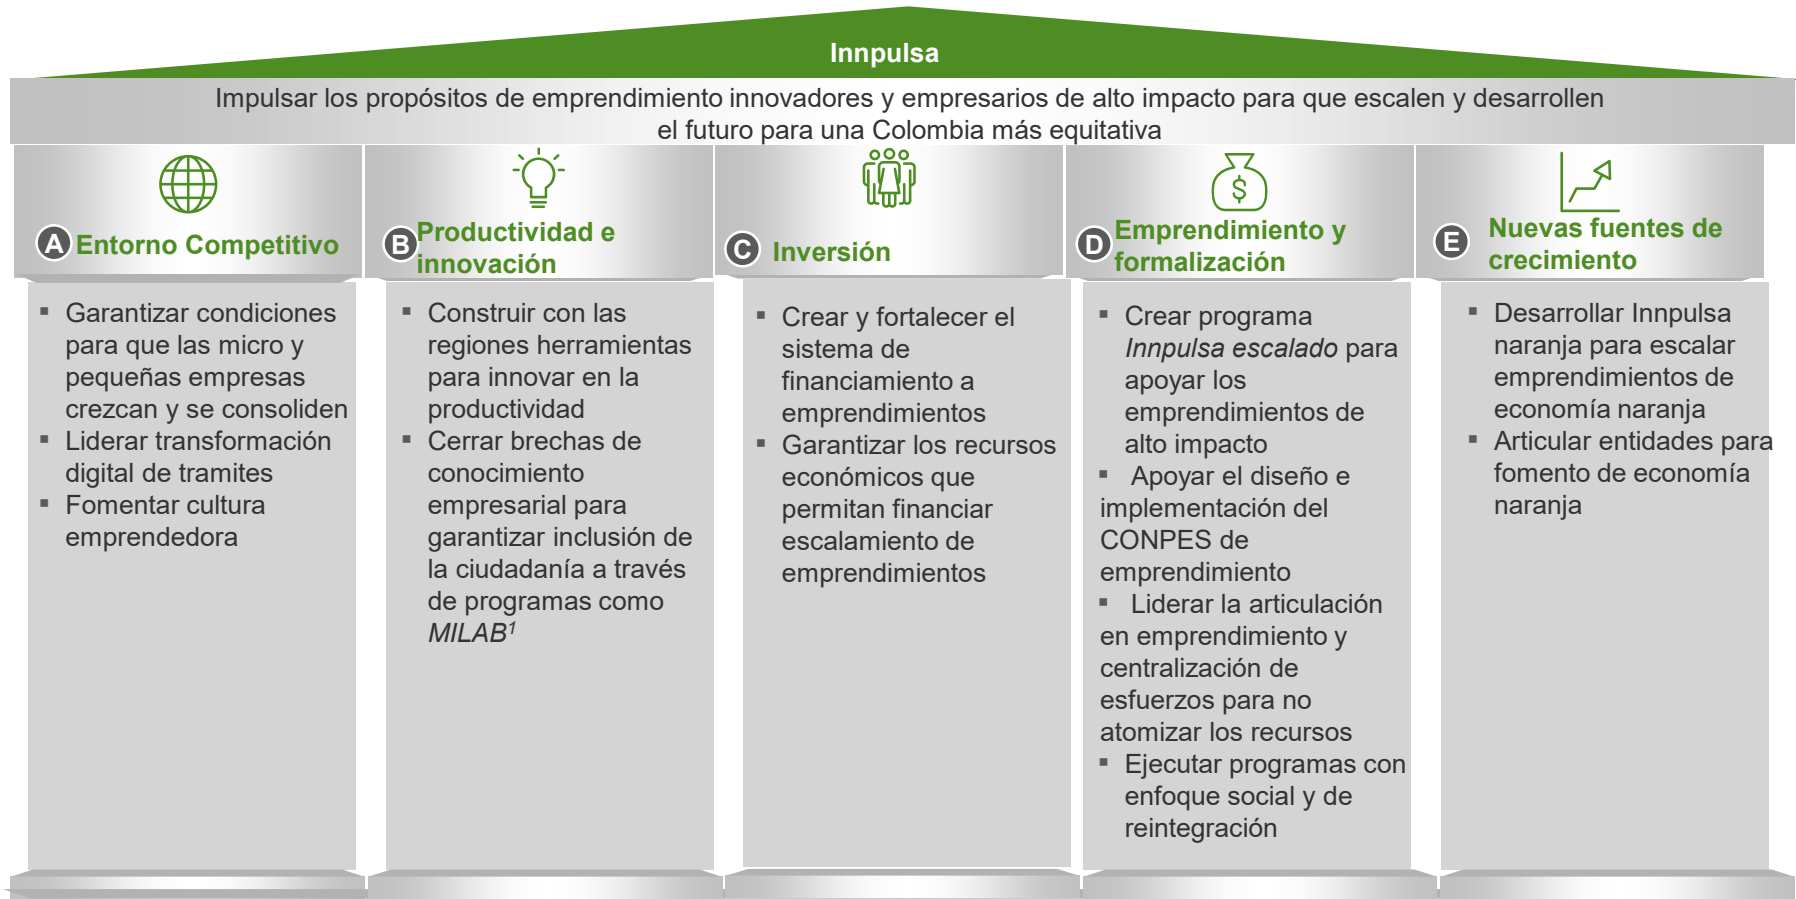 Innpulsa
Impulsar los propósitos de emprendimiento innovadores y empresarios de alto impacto para que escalen y desarrollen
el futuro para una Colombia más equitativa
A Entorno Competitivo
▪ Garantizar condiciones
para que las micro y
pequeñas empresas
crezcan y se consoliden
▪ Liderar transformación
digital de tramites
▪ Fomentar cultura
emprendedora
B Productividad e
innovación
▪ Construir con las
regiones herramientas
para innovar en la
productividad
▪ Cerrar brechas de
conocimiento
empresarial para
garantizar inclusión de
la ciudadanía a través
de programas como
MILAB¹
C Inversión
▪ Crear y fortalecer el
sistema de
financiamiento a
emprendimientos
▪ Garantizar los recursos
económicos que
permitan financiar
escalamiento de
emprendimientos
D Emprendimiento y
formalización
▪ Crear programa
Innpulsa escalado para
apoyar los
emprendimientos de
alto impacto
▪ Apoyar el diseño e
implementación del
CONPES de
emprendimiento
▪ Liderar la articulación
en emprendimiento y
centralización de
esfuerzos para no
atomizar los recursos
▪ Ejecutar programas con
enfoque social y de
reintegración
E Nuevas fuentes de
crecimiento
▪ Desarrollar Innpulsa
naranja para escalar
emprendimientos de
economía naranja
▪ Articular entidades para
fomento de economía
naranja